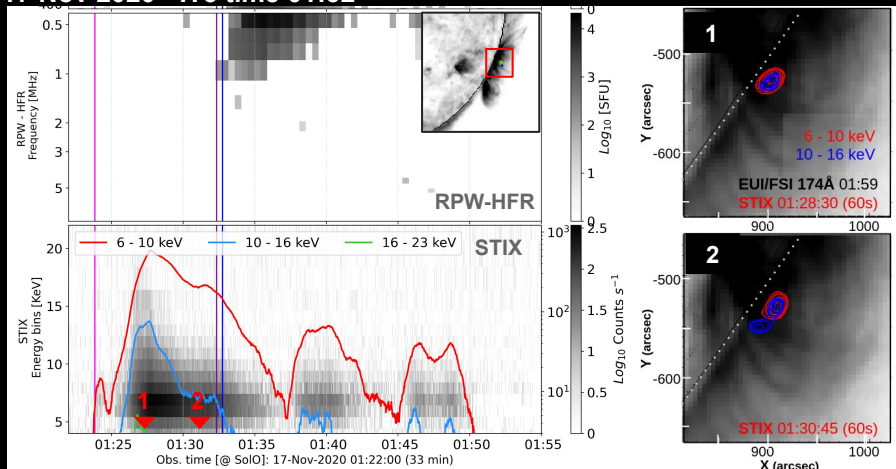 0.5
1
2
3
5
RPW - HFR
Frequency [MHz]
RPW-HFR
0
4
3
2
1
0
Log10 [SFU]
6 - 10 keV
10 - 16 keV
16 - 23 keV
STIX
20
15
10
5
STIX
Energy bins [KeV]
1
2
10³
10²
10¹
2.5
2
1.5
1
0.5
0
Log10 Counts s⁻¹
01:25
01:30
01:35
01:40
01:45
01:50
01:55
Obs. time [@ SolO]: 17-Nov-2020 01:22:00 (33 min)
1
-500
-600
Y (arcsec)
6 - 10 keV
10 - 16 keV
EUI/FSI 174Å 01:59
STIX 01:28:30 (60s)
900
1000
2
-500
-600
Y (arcsec)
STIX 01:30:45 (60s)
900
1000
X (arcsec)